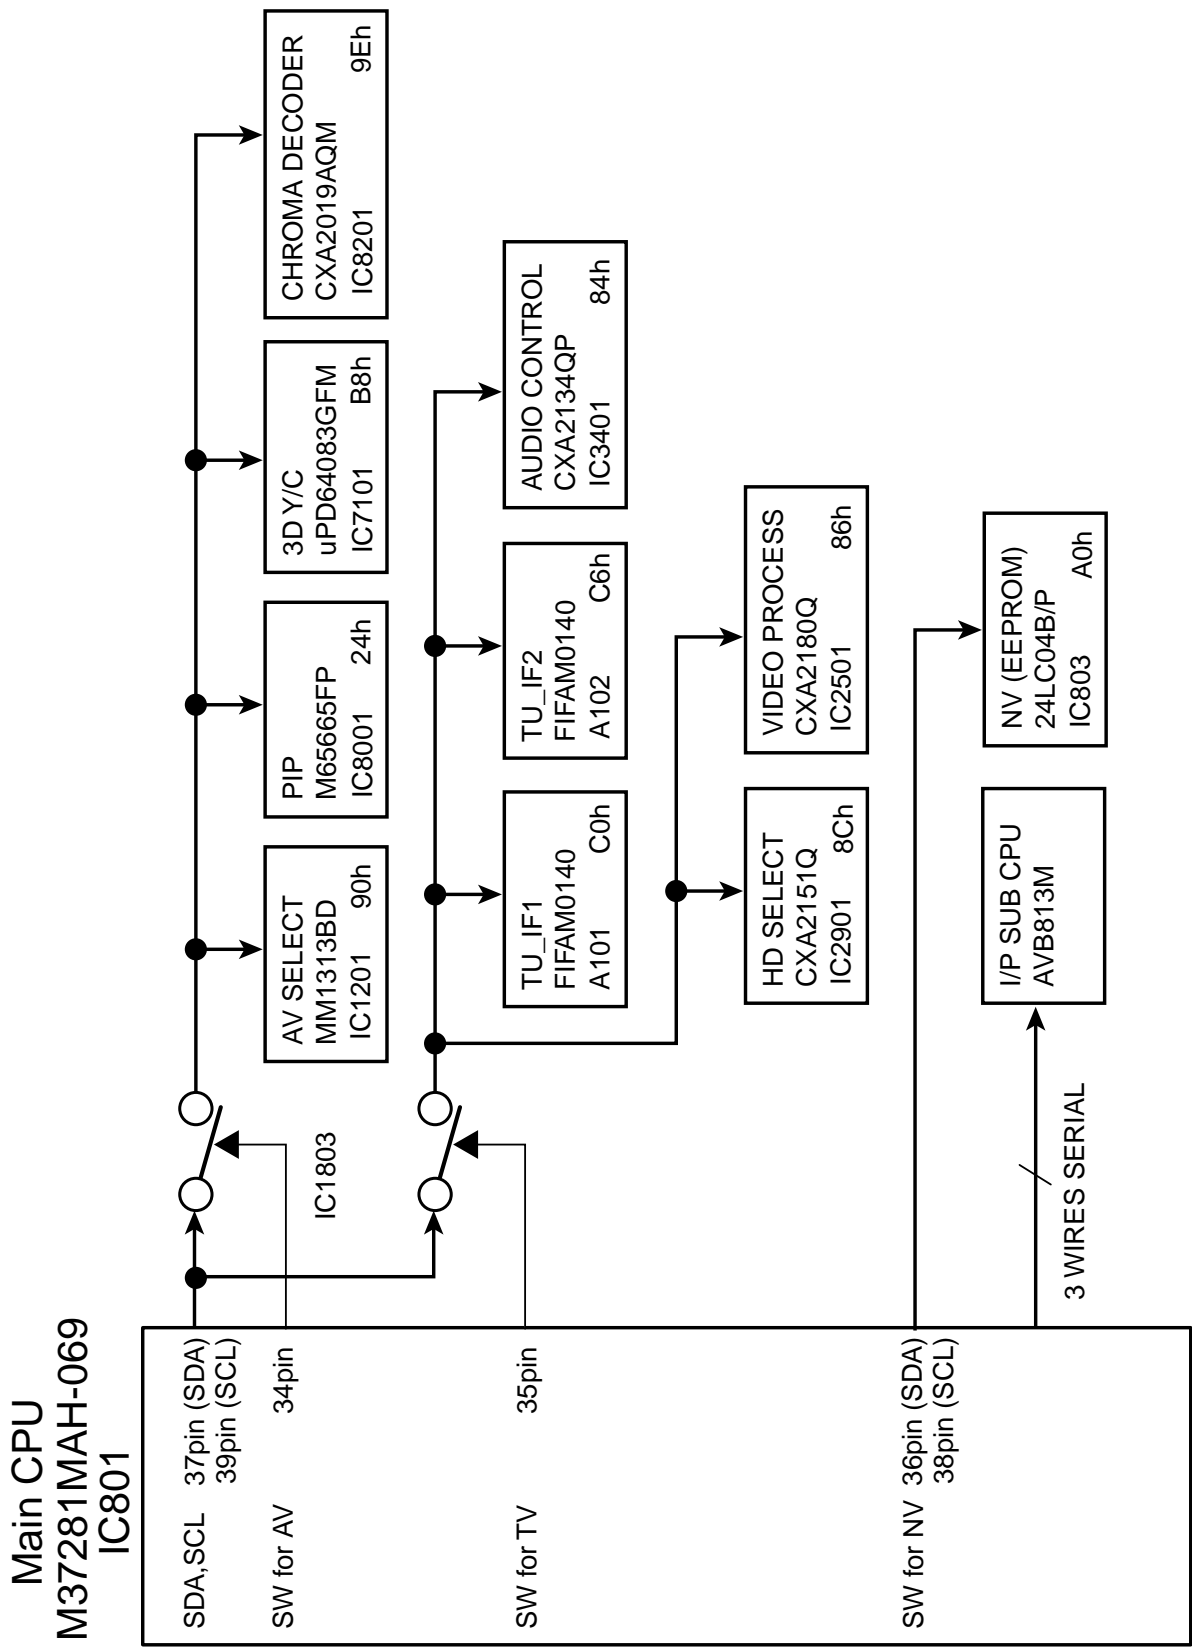 Main CPU
M37281MAH-069
IC801
SDA,SCL 37pin (SDA)
39pin (SCL)
SW for AV 34pin
SW for TV 35pin
SW for NV 36pin (SDA)
38pin (SCL)
IC1803
3 WIRES SERIAL
AV SELECT
MM1313BD
IC1201 90h
PIP
M65665FP
IC8001 24h
3D Y/C
uPD64083GFM
IC7101 B8h
CHROMA DECODER
CXA2019AQM
IC8201 9Eh
TU_IF1
FIFAM0140
A101 C0h
TU_IF2
FIFAM0140
A102 C6h
AUDIO CONTROL
CXA2134QP
IC3401 84h
HD SELECT
CXA2151Q
IC2901 8Ch
VIDEO PROCESS
CXA2180Q
IC2501 86h
I/P SUB CPU
AVB813M
NV (EEPROM)
24LC04B/P
IC803 A0h